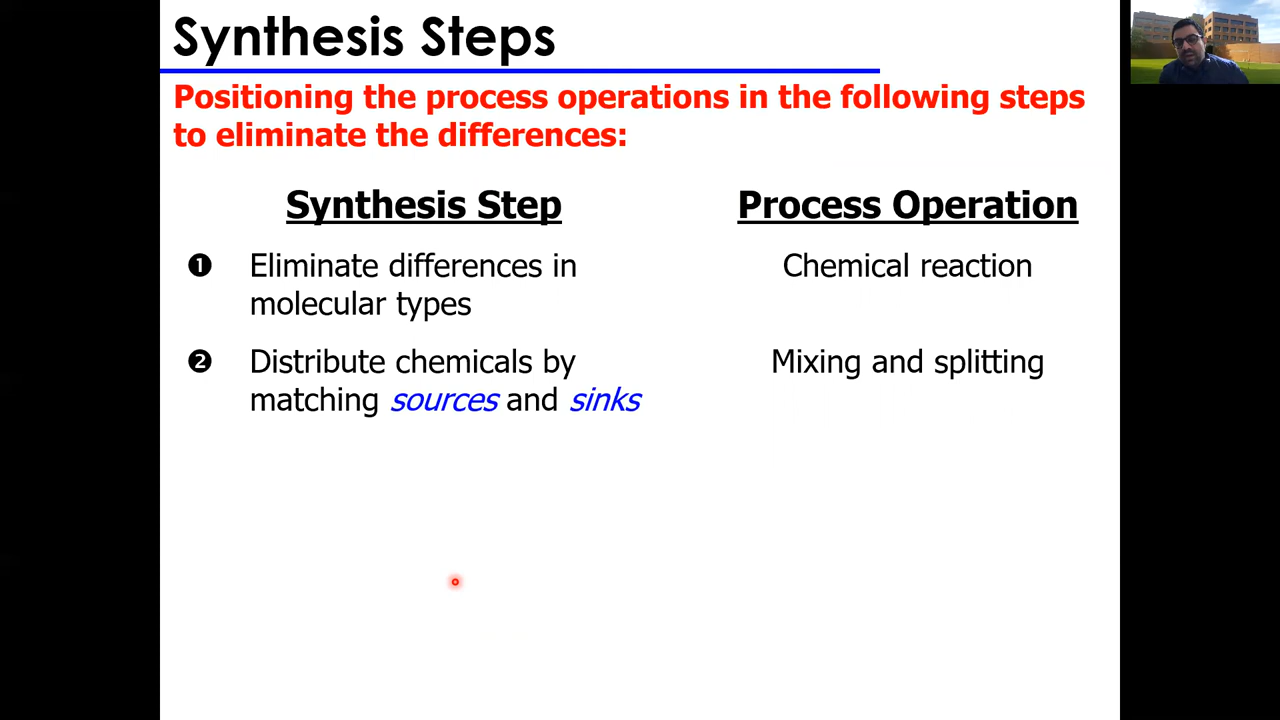 Synthesis Steps
Positioning the process operations in the following steps
to eliminate the differences:
Synthesis Step
Process Operation
❶ Eliminate differences in
molecular types
Chemical reaction
❷ Distribute chemicals by
matching sources and sinks
Mixing and splitting